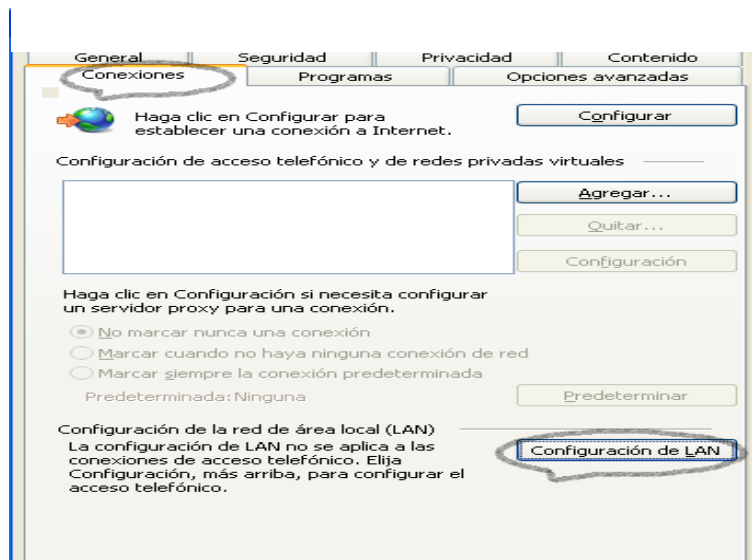 General Seguridad Privacidad Contenido
Conexiones Programas Opciones avanzadas
Haga clic en Configurar para
establecer una conexión a Internet.
Configurar
Configuración de acceso telefónico y de redes privadas virtuales
Agregar...
Quitar...
Configuración
Haga clic en Configuración si necesita configurar
un servidor proxy para una conexión.
No marcar nunca una conexión
Marcar cuando no haya ninguna conexión de red
Marcar siempre la conexión predeterminada
Predeterminada: Ninguna
Predeterminar
Configuración de la red de área local (LAN)
La configuración de LAN no se aplica a las
conexiones de acceso telefónico. Elija
Configuración, más arriba, para configurar el
acceso telefónico.
Configuración de LAN